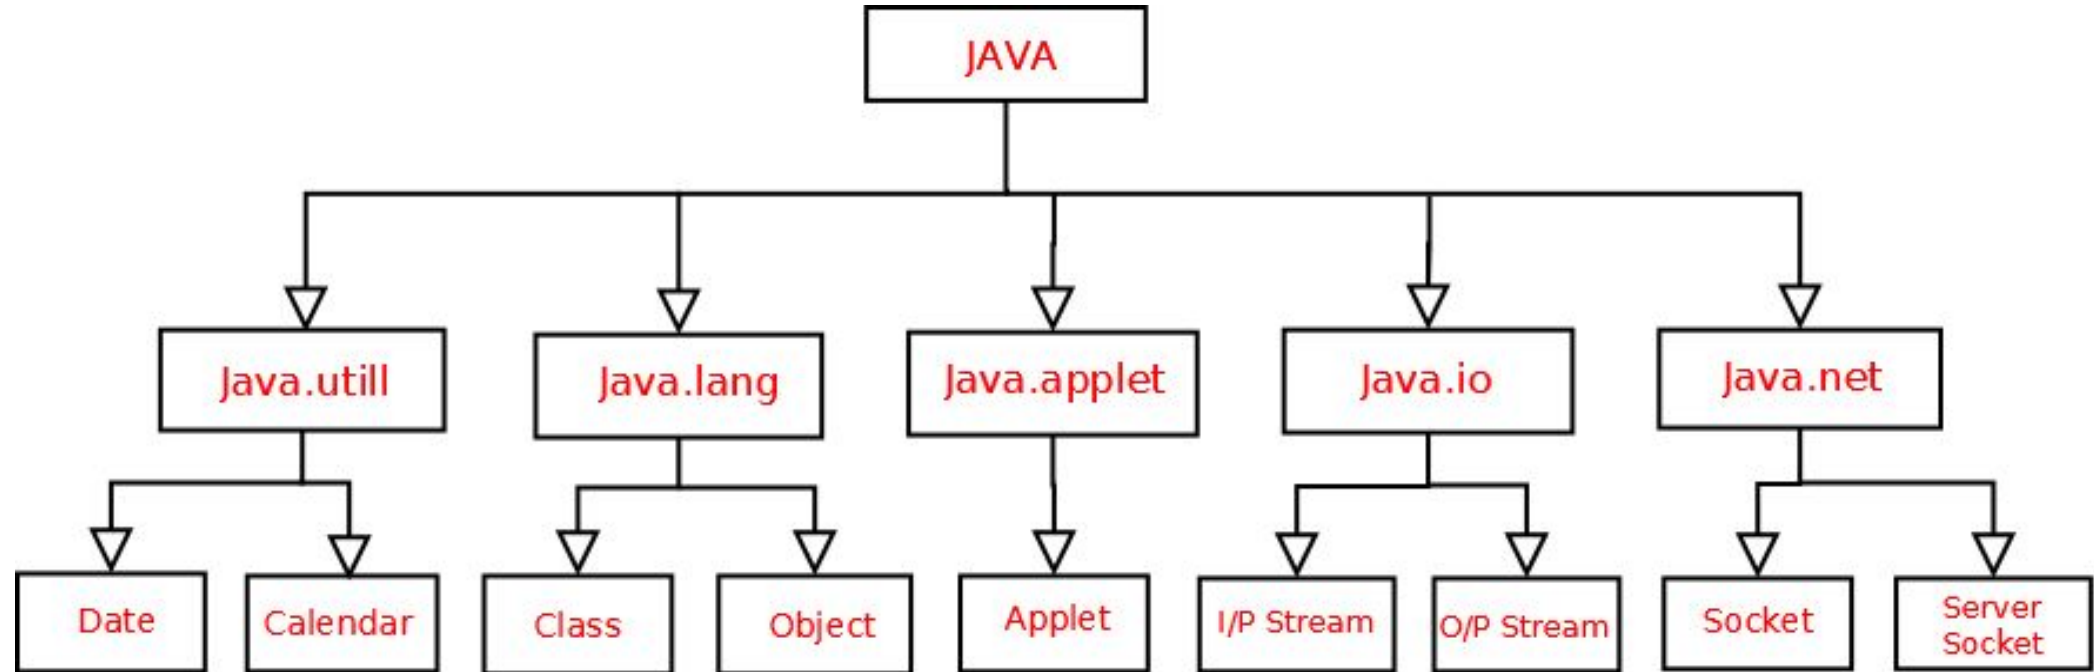 JAVA
Java.utill
Java.lang
Java.applet
Java.io
Java.net
Date
Calendar
Class
Object
Applet
I/P Stream
O/P Stream
Socket
Server
Socket